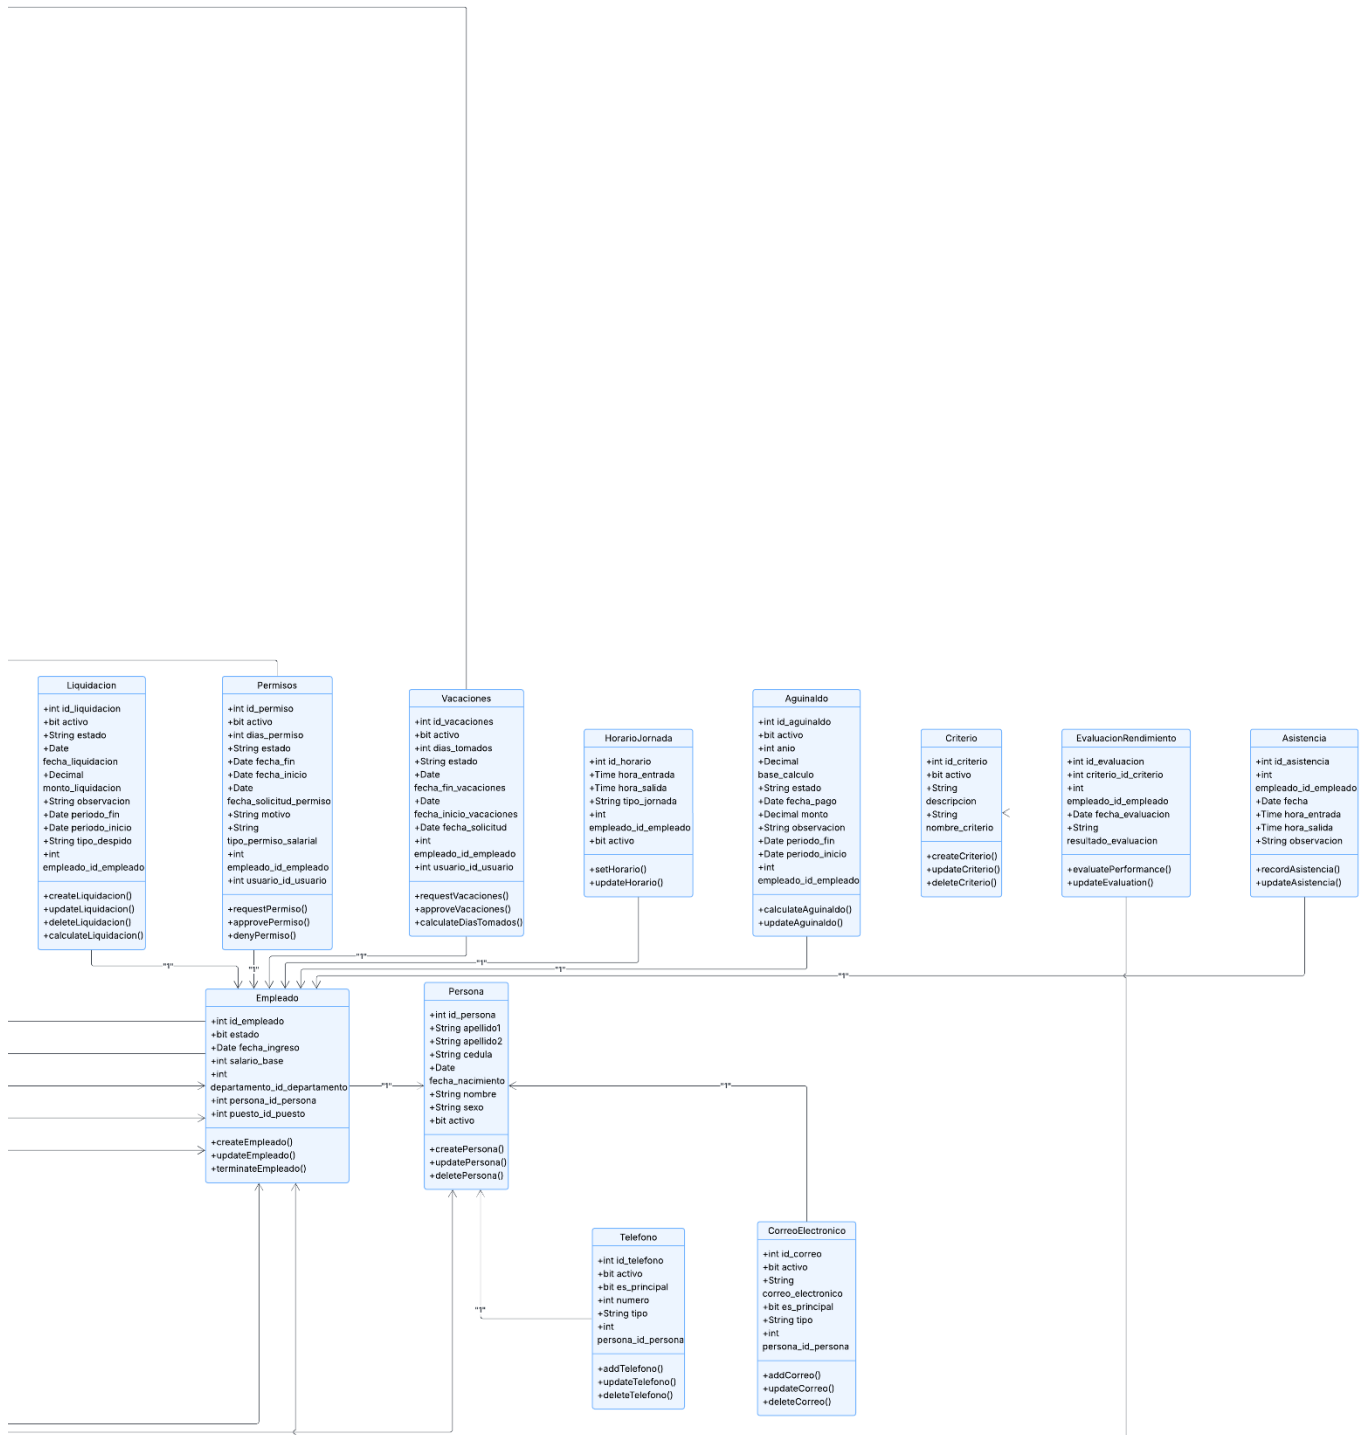 Liquidacion
+int id_liquidacion
+bit activo
+String estado
+Date
fecha_liquidacion
+Decimal
monto_liquidacion
+String observacion
+Date periodo_fin
+Date periodo_inicio
+String tipo_despido
+int
empleado_id_empleado
+createLiquidacion()
+updateLiquidacion()
+deleteLiquidacion()
+calculateLiquidacion()
Permisos
+int id_permiso
+bit activo
+int dias_permiso
+String estado
+Date fecha_fin
+Date fecha_inicio
+Date
fecha_solicitud_permiso
+String motivo
+String
tipo_permiso_salarial
+int
empleado_id_empleado
+int usuario_id_usuario
+requestPermiso()
+approvePermiso()
+denyPermiso()
Vacaciones
+int id_vacaciones
+bit activo
+int dias_tomados
+String estado
+Date
fecha_fin_vacaciones
+Date
fecha_inicio_vacaciones
+Date fecha_solicitud
+int
empleado_id_empleado
+int usuario_id_usuario
+requestVacaciones()
+approveVacaciones()
+calculateDiasTomados()
HorarioJornada
+int id_horario
+Time hora_entrada
+Time hora_salida
+String tipo_jornada
+int
empleado_id_empleado
+bit activo
+setHorario()
+updateHorario()
Aguinaldo
+int id_aguinaldo
+bit activo
+int anio
+Decimal
base_calculo
+String estado
+Date fecha_pago
+Decimal monto
+String observacion
+Date periodo_fin
+Date periodo_inicio
+int
empleado_id_empleado
+calculateAguinaldo()
+updateAguinaldo()
Criterio
+int id_criterio
+bit activo
+String
descripcion
+String
nombre_criterio
+createCriterio()
+updateCriterio()
+deleteCriterio()
EvaluacionRendimiento
+int id_evaluacion
+int criterio_id_criterio
+int
empleado_id_empleado
+Date fecha_evaluacion
+String
resultado_evaluacion
+evaluatePerformance()
+updateEvaluation()
Asistencia
+int id_asistencia
+int
empleado_id_empleado
+Date fecha
+Time hora_entrada
+Time hora_salida
+String observacion
+recordAsistencia()
+updateAsistencia()
"1"
"1"
"1"
"1"
"1"
"1"
Empleado
+int id_empleado
+bit estado
+Date fecha_ingreso
+int salario_base
+int
departamento_id_departamento
+int persona_id_persona
+int puesto_id_puesto
+createEmpleado()
+updateEmpleado()
+terminateEmpleado()
"1"
Persona
+int id_persona
+String apellido1
+String apellido2
+String cedula
+Date
fecha_nacimiento
+String nombre
+String sexo
+bit activo
+createPersona()
+updatePersona()
+deletePersona()
"1"
"1"
Telefono
+int id_telefono
+bit activo
+bit es_principal
+int numero
+String tipo
+int
persona_id_persona
+addTelefono()
+updateTelefono()
+deleteTelefono()
CorreoElectronico
+int id_correo
+bit activo
+String
correo_electronico
+bit es_principal
+String tipo
+int
persona_id_persona
+addCorreo()
+updateCorreo()
+deleteCorreo()